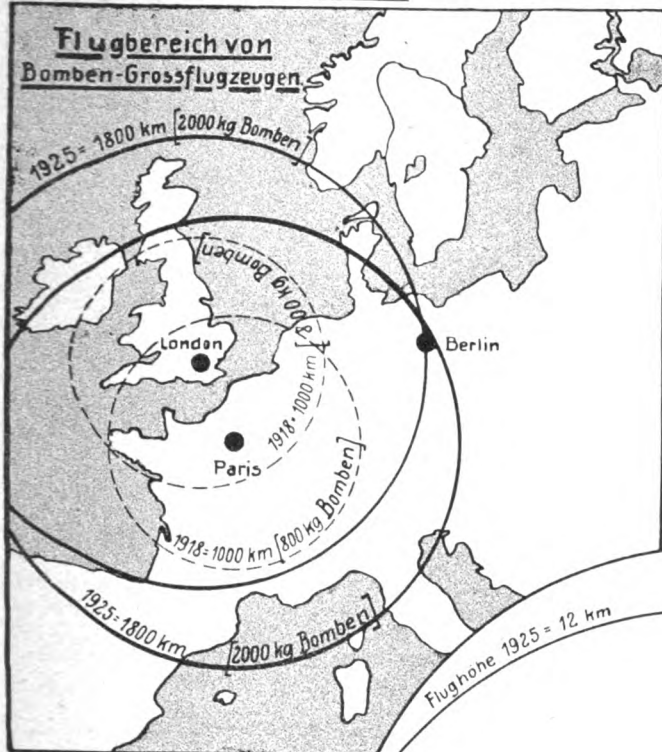 Flugbereich von
Bomben-Grossflugzeugen
1925=1800 km [2000 kg Bomben]
[800 kg Bomben]
1918=1000 km
London
Berlin
Paris
1918=1000 km [800 kg Bomben]
1925=1800 km [2000 kg Bomben]
Flughöhe 1925 = 12 km